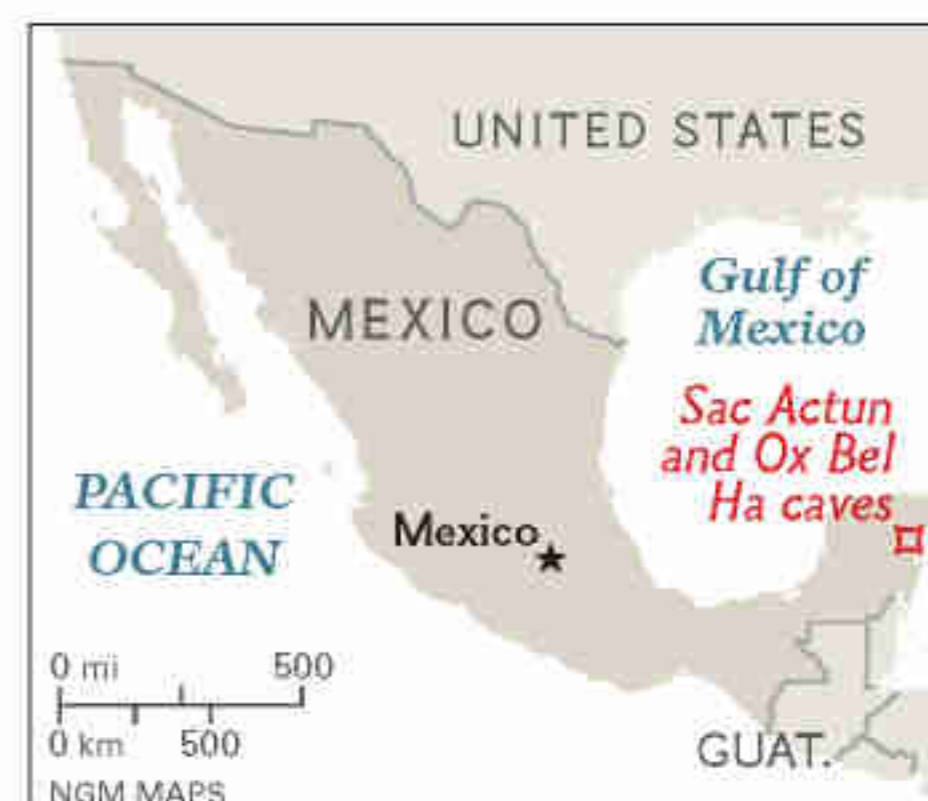 UNITED STATES
Gulf of
Mexico
MEXICO
Sac Actun
and Ox Bel
Ha caves
PACIFIC
OCEAN
Mexico
0 mi 500
0 km 500
GUAT.
NGM MAPS